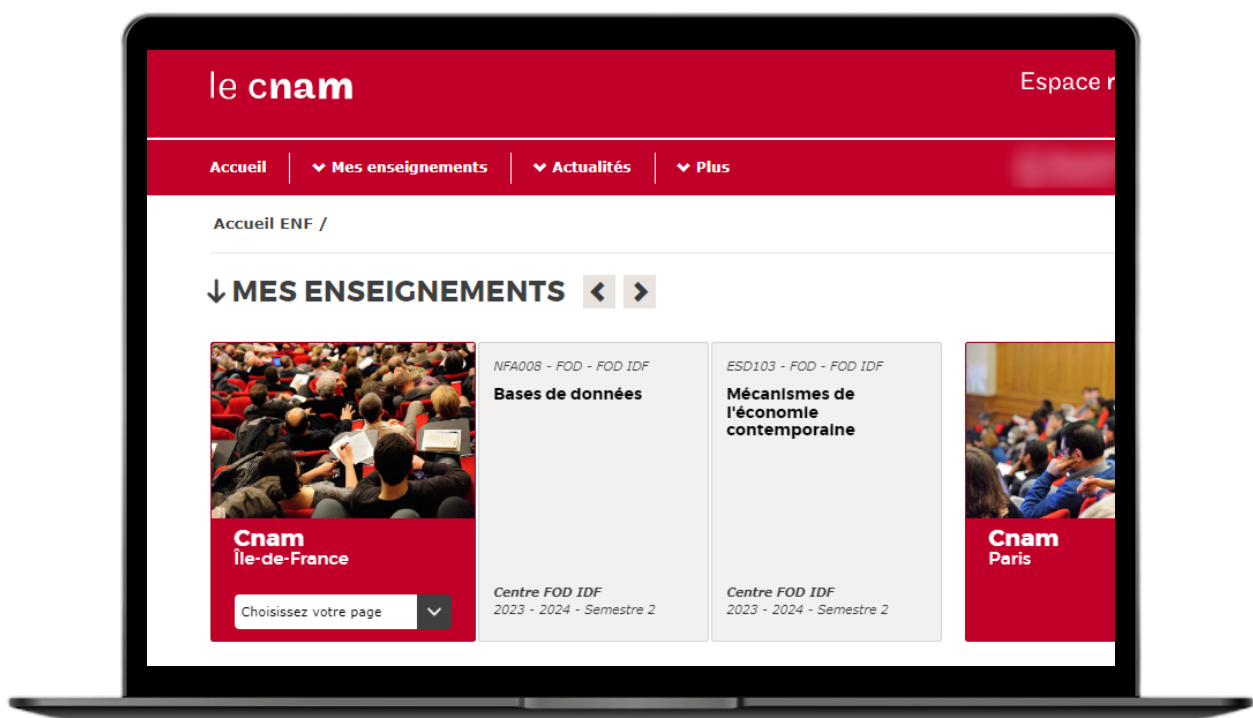 le cnam
Espace r
Accueil
Mes enseignements
Actualités
Plus
Accueil ENF /
MES ENSEIGNEMENTS
NFA008 - FOD - FOD IDF
Bases de données
Centre FOD IDF
2023 - 2024 - Semestre 2
ESD103 - FOD - FOD IDF
Mécanismes de
l'économie
contemporaine
Centre FOD IDF
2023 - 2024 - Semestre 2
Cnam
Île-de-France
Choisissez votre page
Cnam
Paris